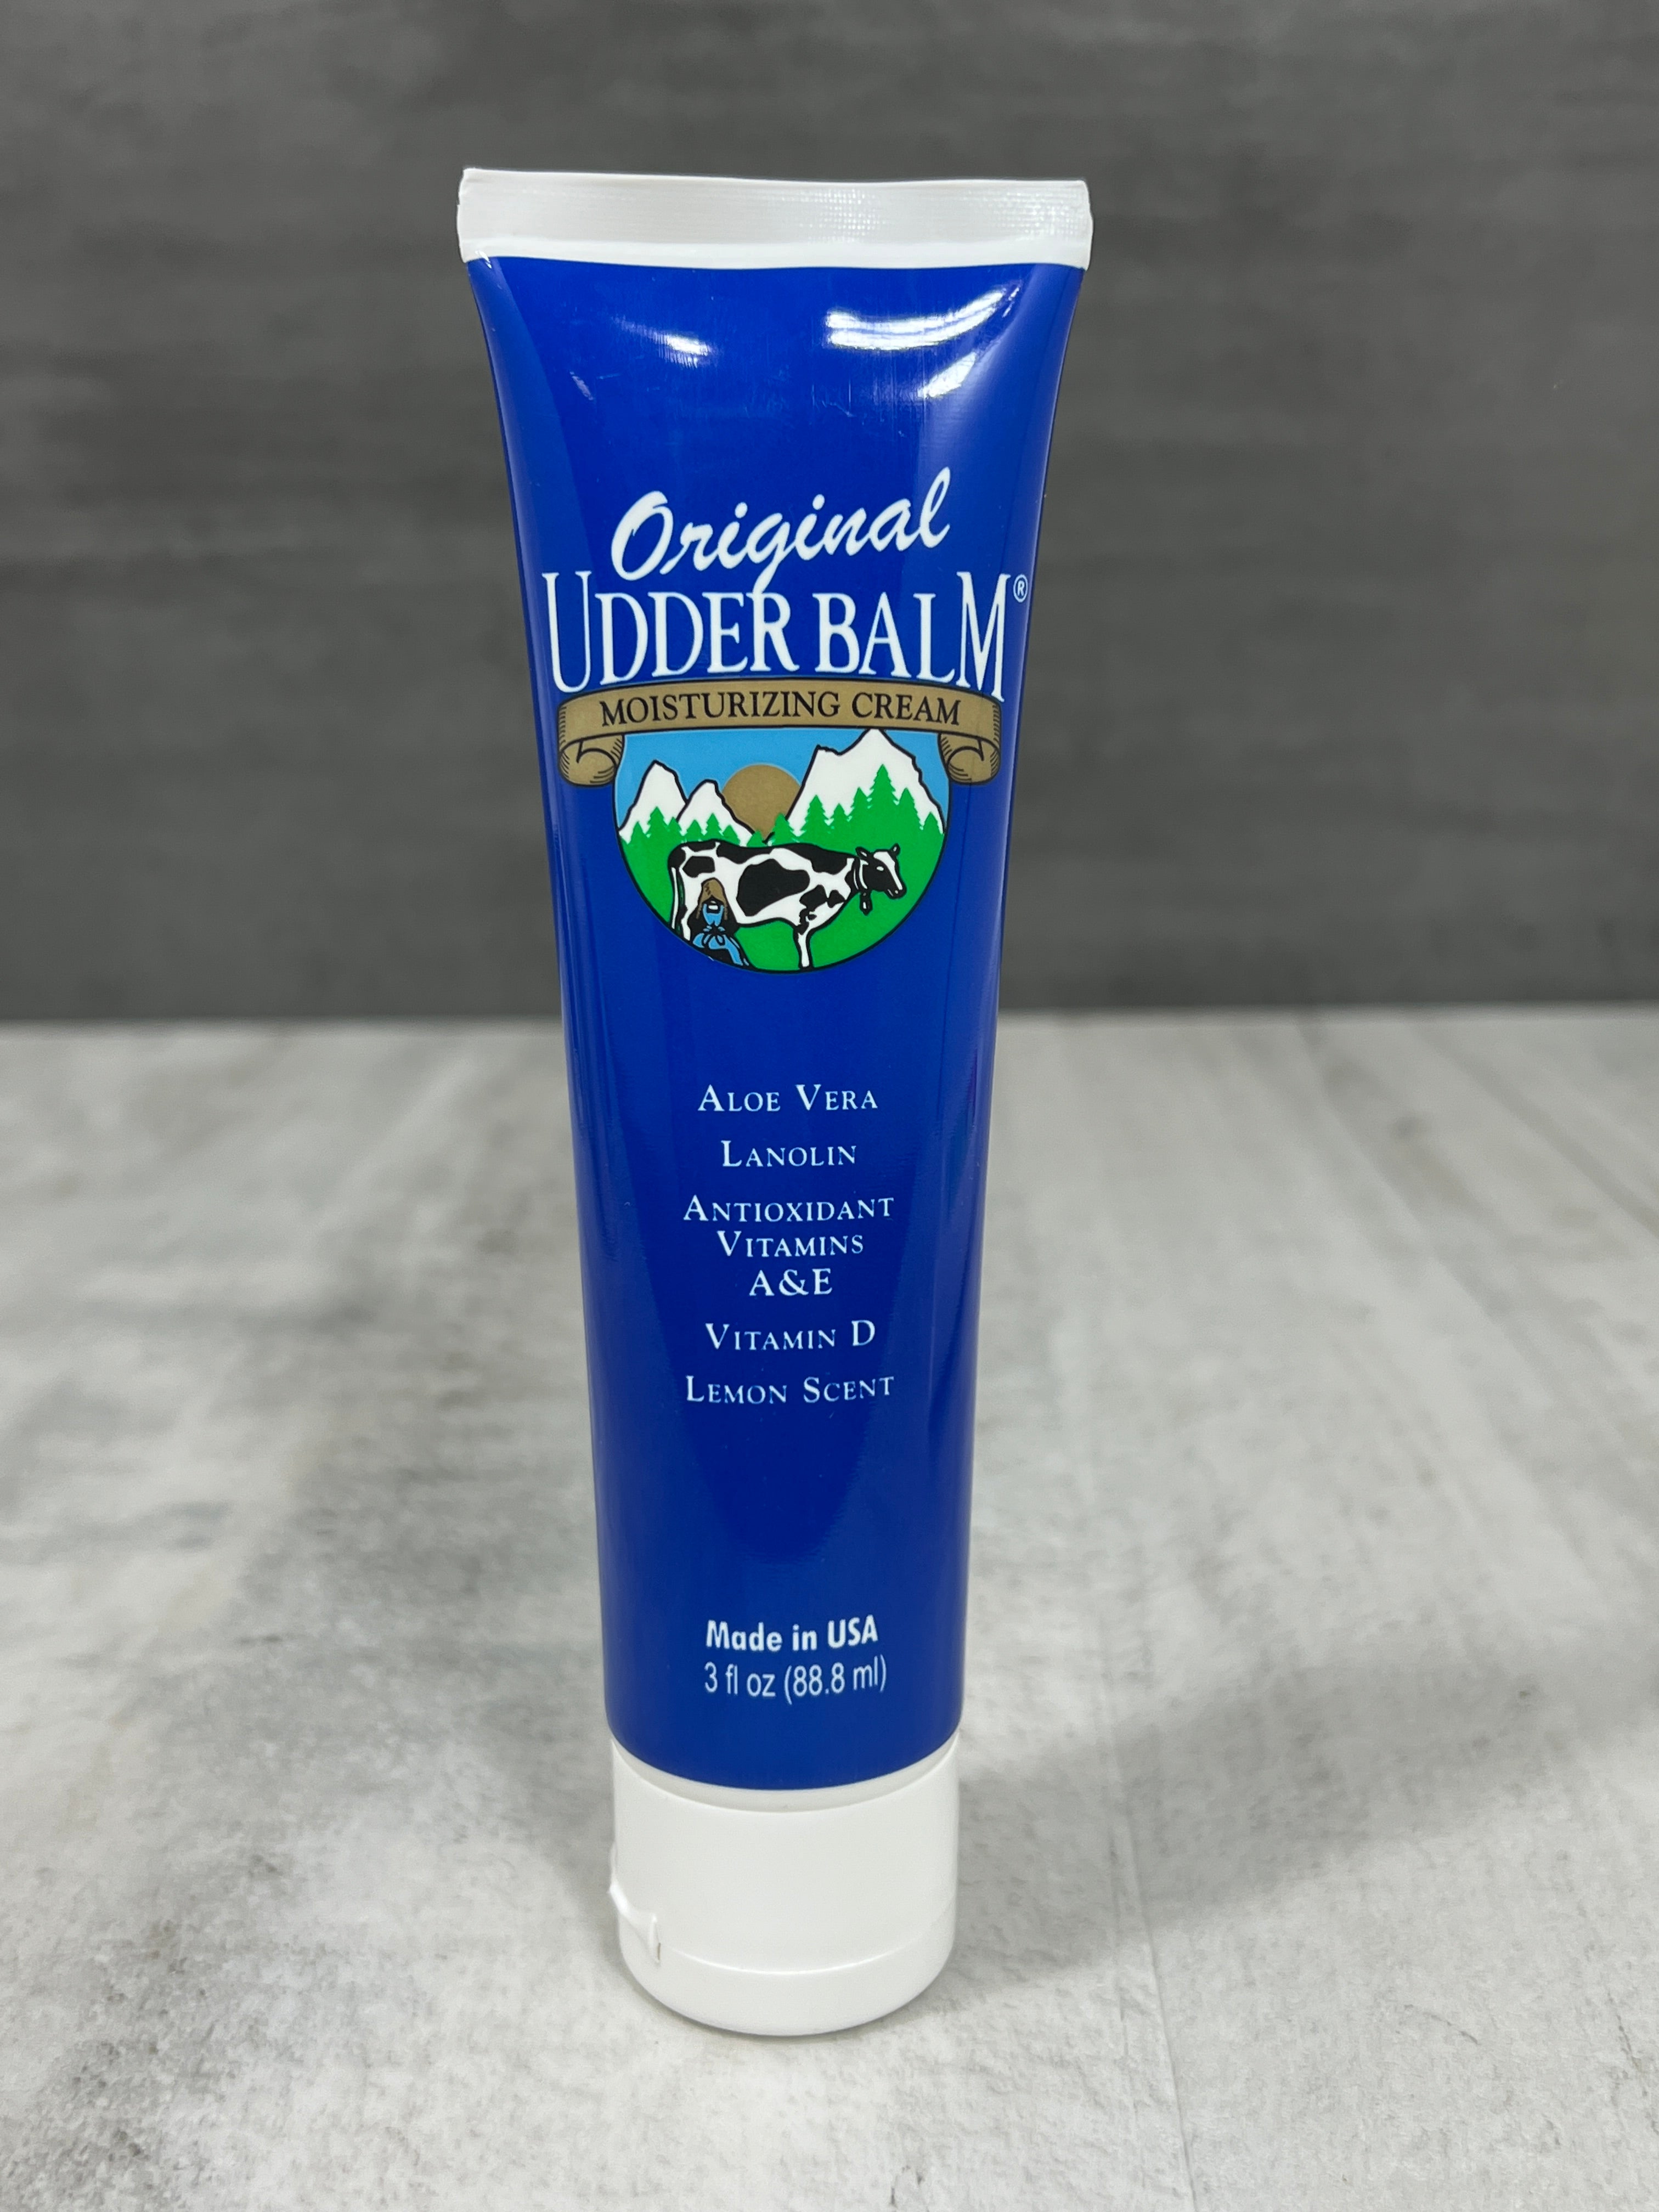 Original
UDDER BALM®
MOISTURIZING CREAM
ALOE VERA
LANOLIN
ANTIOXIDANT
VITAMINS
A&E
VITAMIN D
LEMON SCENT
Made in USA
3 fl oz (88.8 ml)